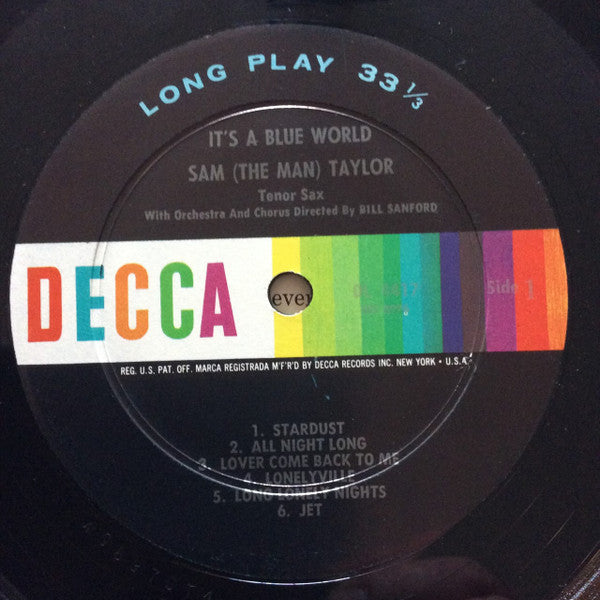 LONG PLAY 33 1/3
IT'S A BLUE WORLD
SAM (THE MAN) TAYLOR
Tenor Sax
With Orchestra And Chorus Directed By BILL SANFORD
DECCA
Side 1
REG. U.S. PAT. OFF. MARCA REGISTRADA M'F'R'D BY DECCA RECORDS INC. NEW YORK • U.S.A.
1. STARDUST
2. ALL NIGHT LONG
3. LOVER COME BACK TO ME
4. LONELYVILLE
5. LONG LONELY NIGHTS
6. JET